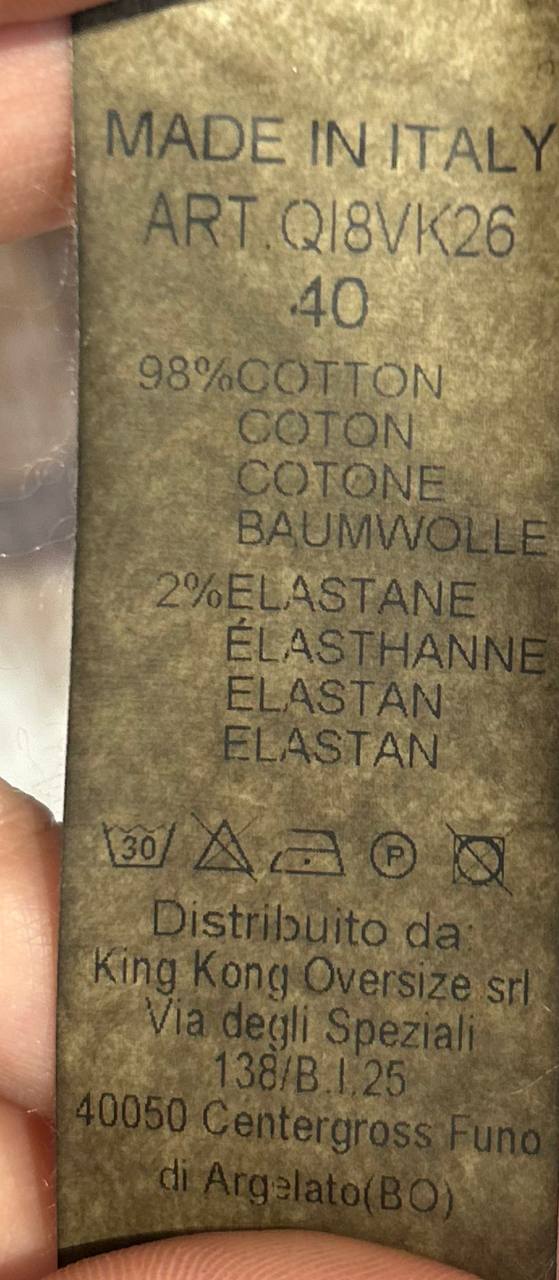 MADE IN ITALY
ART.QI8VK26
40
98%COTTON
COTON
COTONE
BAUMWOLLE
2%ELASTANE
ÉLASTHANNE
ELASTAN
ELASTAN
30 P
Distribuito da:
King Kong Oversize srl
Via degli Speziali
138/B.I.25
40050 Centergross Funo
di Argelato(BO)